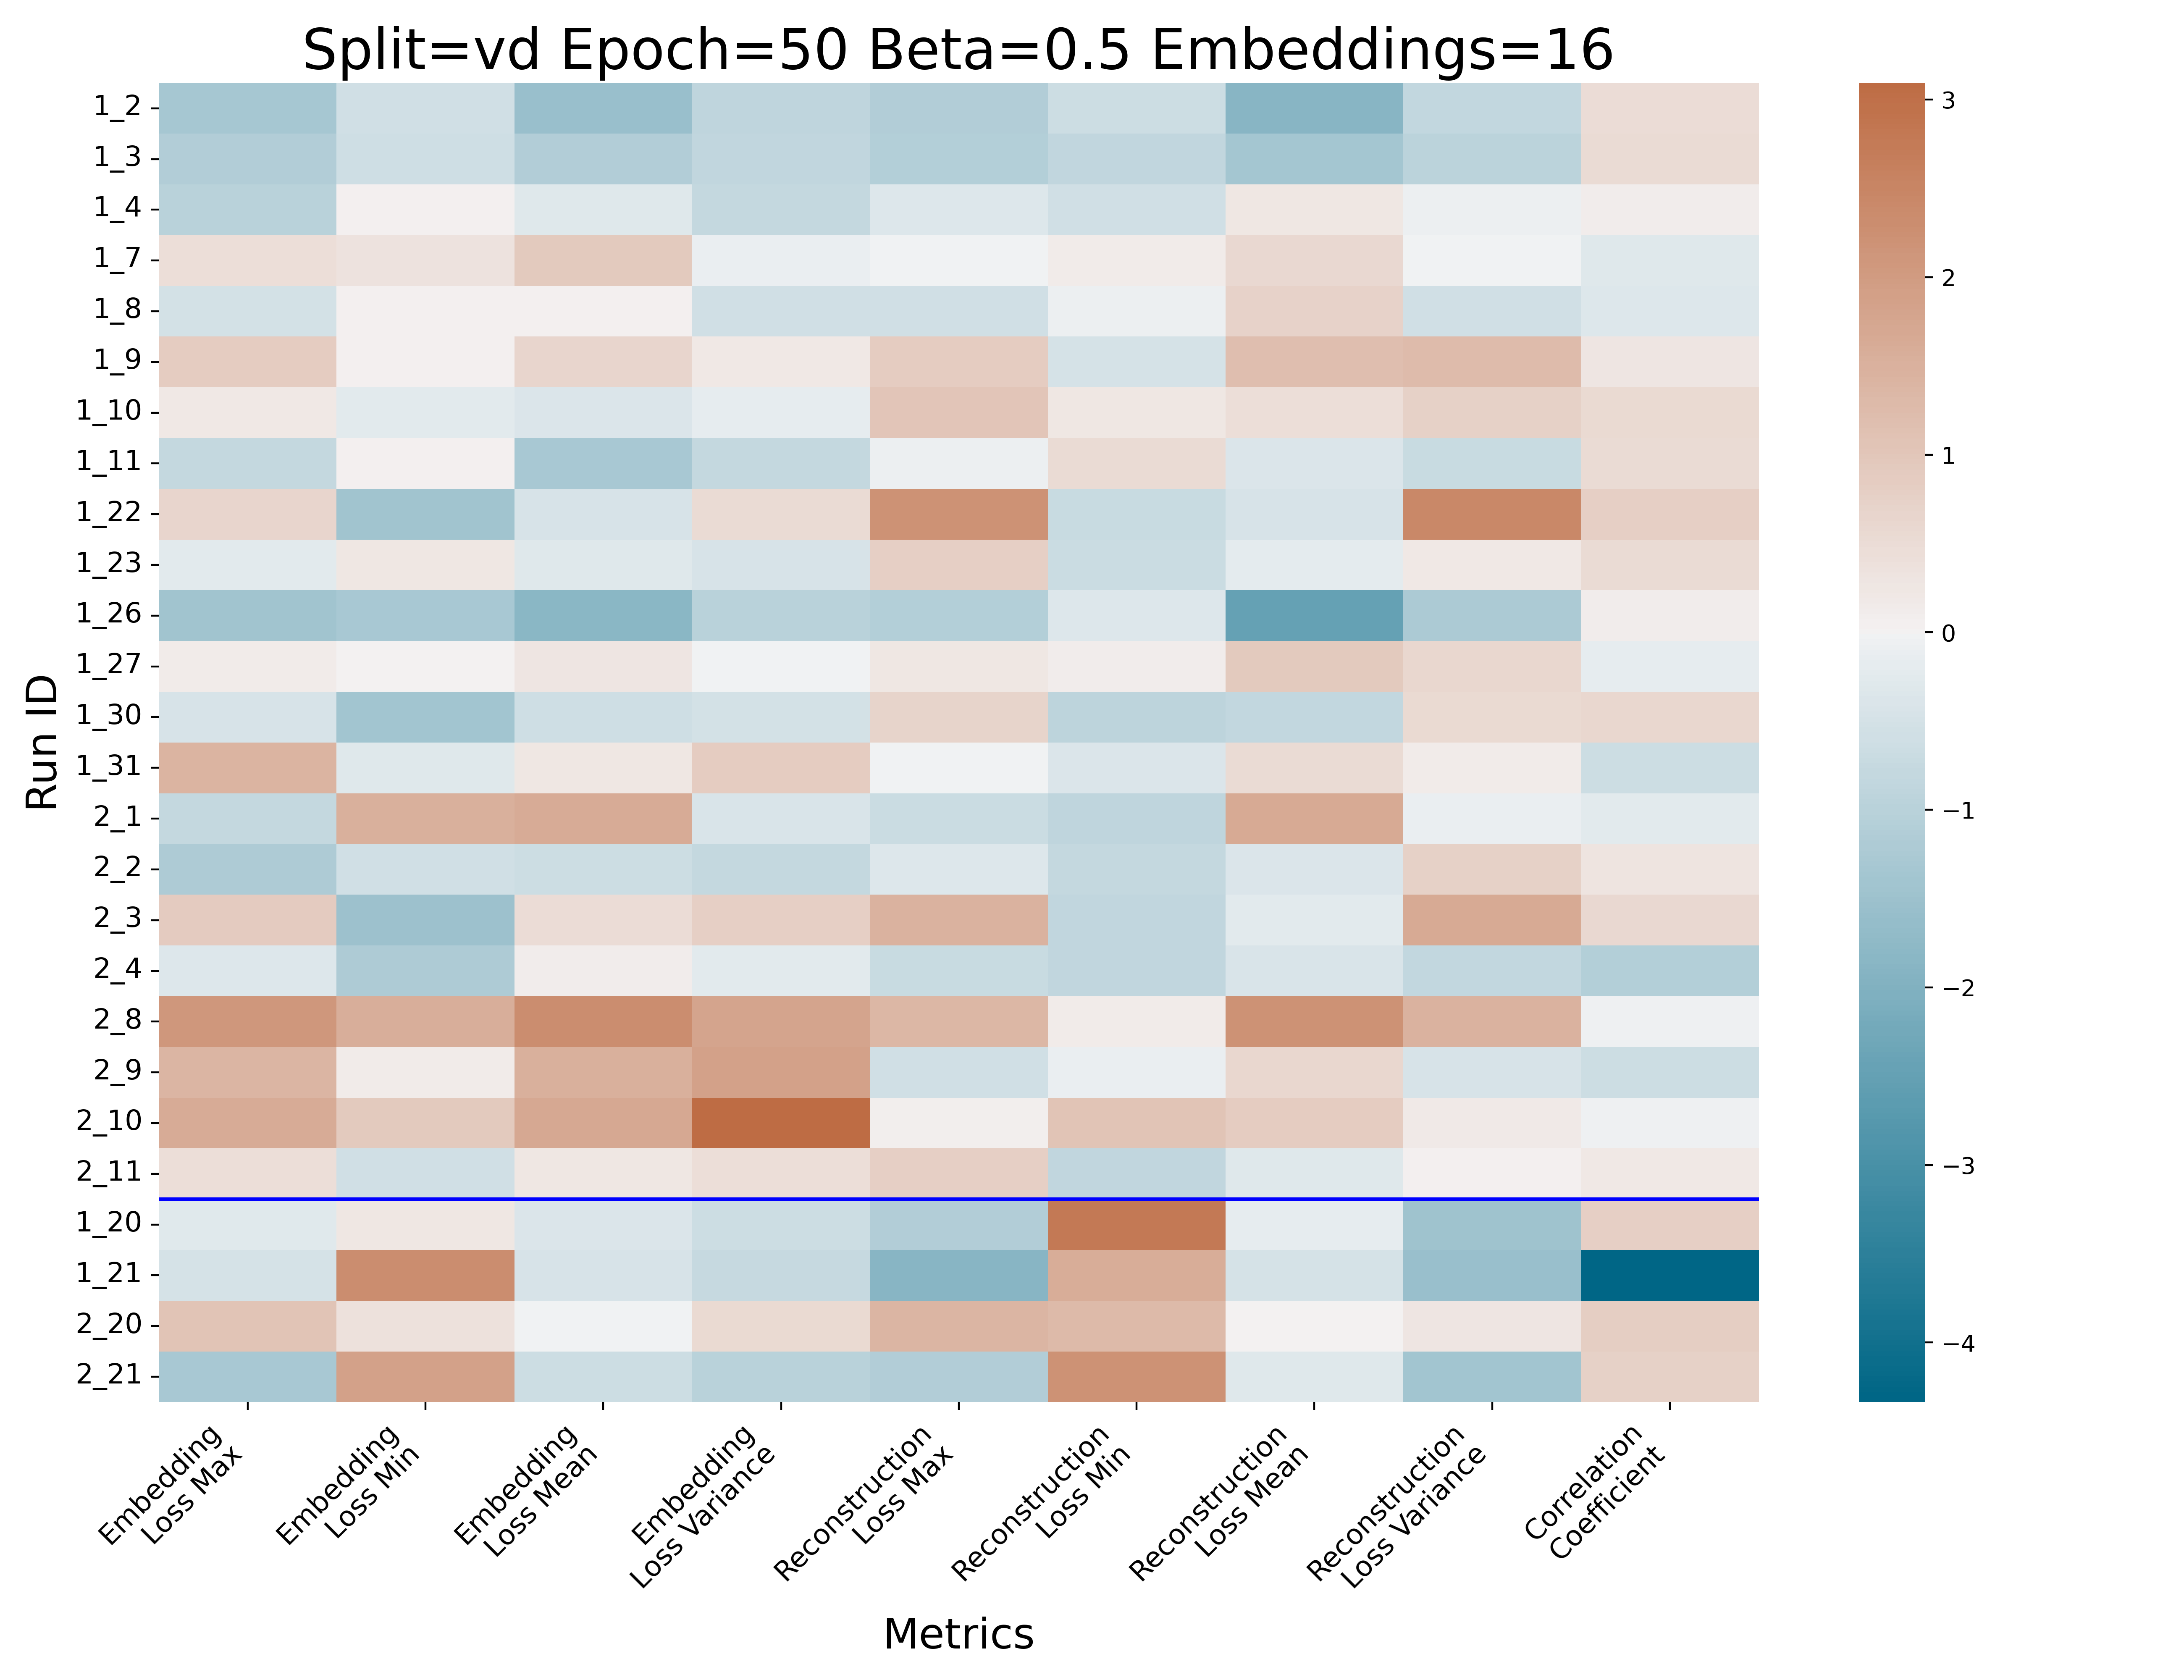 Split=vd Epoch=50 Beta=0.5 Embeddings=16
Run ID
1_2
1_3
1_4
1_7
1_8
1_9
1_10
1_11
1_22
1_23
1_26
1_27
1_30
1_31
2_1
2_2
2_3
2_4
2_8
2_9
2_10
2_11
1_20
1_21
2_20
2_21
Embedding
Loss Max
Embedding
Loss Min
Embedding
Loss Mean
Embedding
Loss Variance
Reconstruction
Loss Max
Reconstruction
Loss Min
Reconstruction
Loss Mean
Reconstruction
Loss Variance
Correlation
Coefficient
Metrics
3
2
1
0
−1
−2
−3
−4